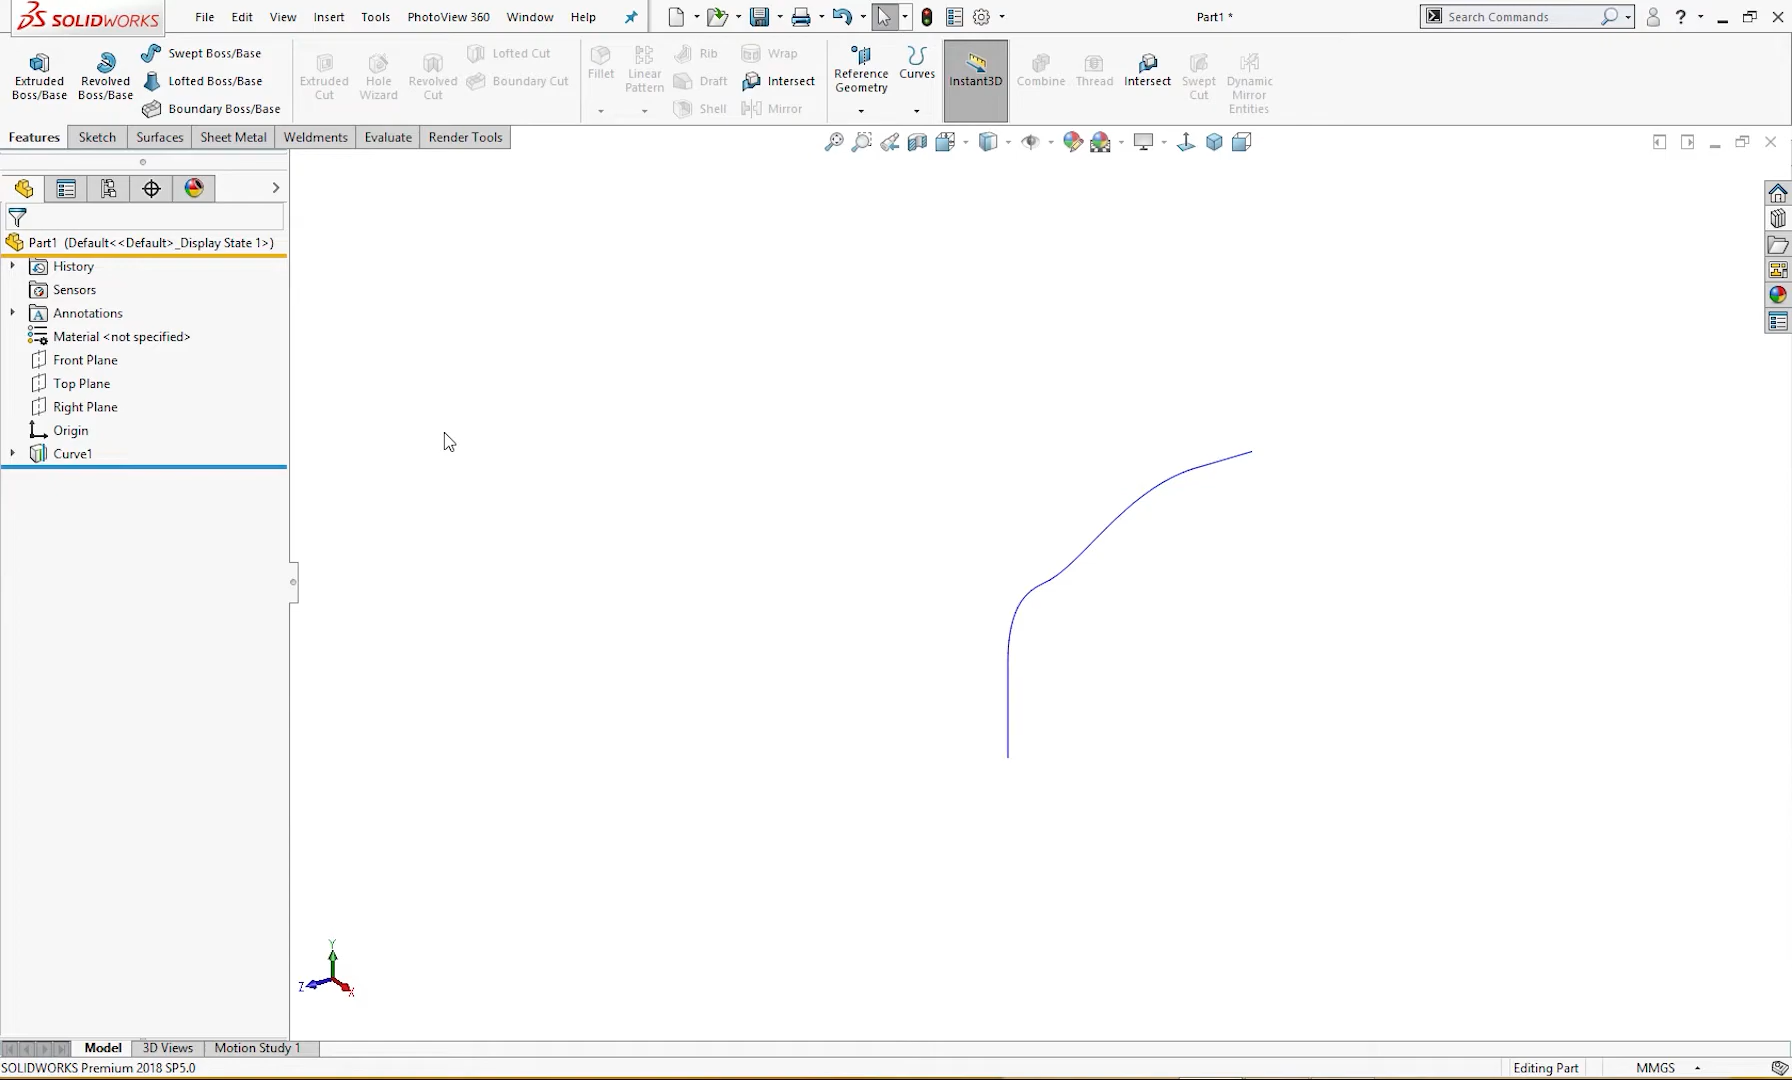 SOLIDWORKS File Edit View Insert Tools PhotoView 360 Window Help Part1 * Search Commands ?
Extruded Boss/Base Revolved Boss/Base Swept Boss/Base Lofted Boss/Base Boundary Boss/Base Extruded Cut Hole Wizard Revolved Cut Lofted Cut Boundary Cut Fillet Linear Pattern Rib Draft Shell Wrap Intersect Mirror Reference Geometry Curves Instant3D Combine Thread Intersect Swept Cut Dynamic Mirror Entities
Features Sketch Surfaces Sheet Metal Weldments Evaluate Render Tools
Part1 (Default<<Default>_Display State 1>)
History
Sensors
A Annotations
Material <not specified>
Front Plane
Top Plane
Right Plane
Origin
Curve1
Y
Z X
Model 3D Views Motion Study 1
SOLIDWORKS Premium 2018 SP5.0 Editing Part MMGS